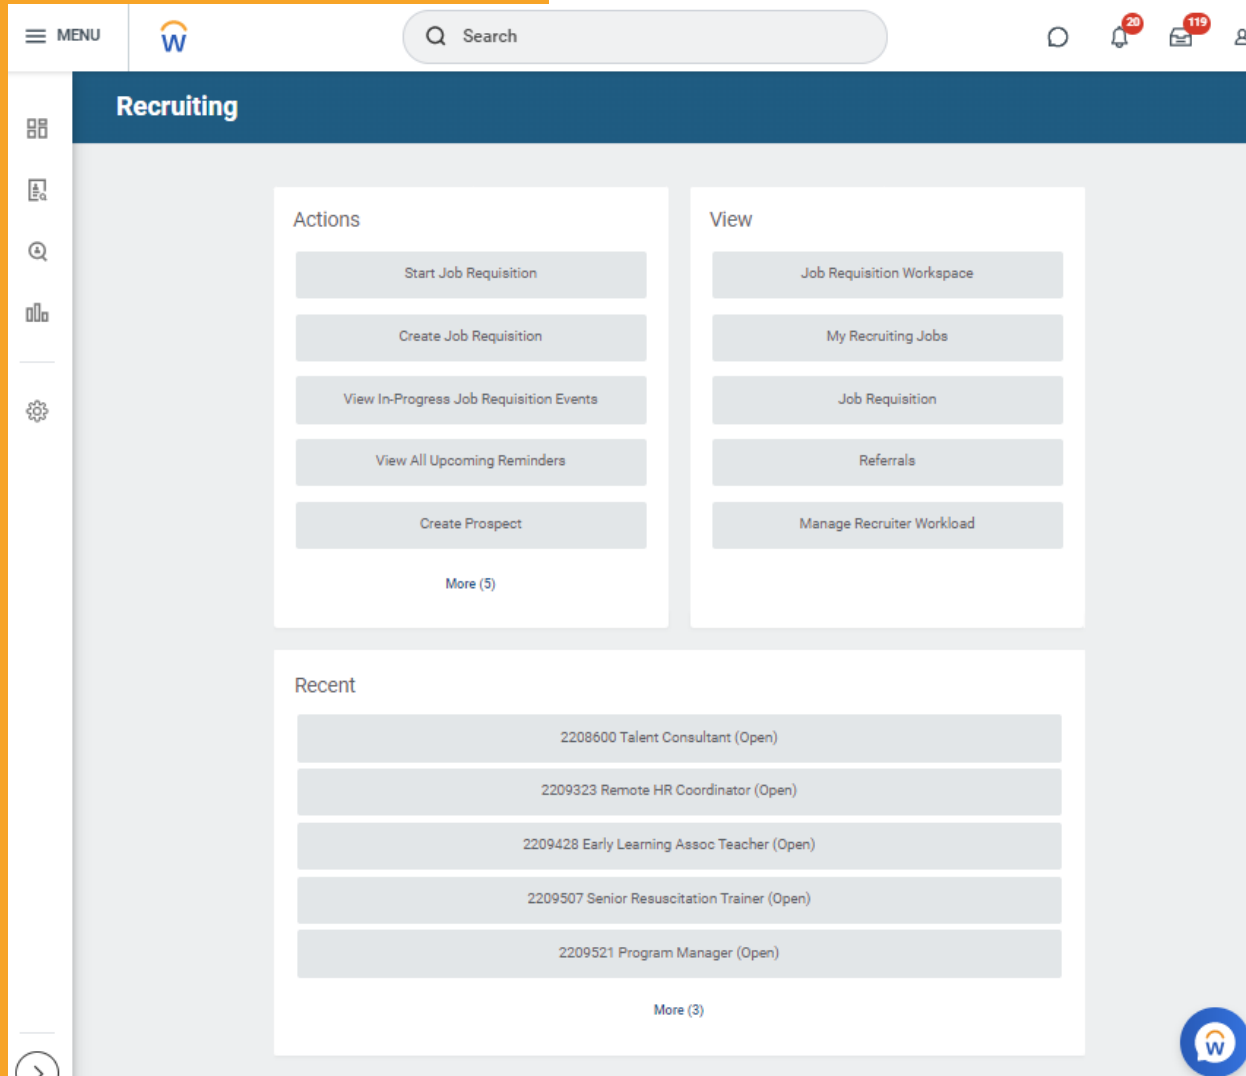 MENU
W
Search
20
119
Recruiting
Actions
Start Job Requisition
Create Job Requisition
View In-Progress Job Requisition Events
View All Upcoming Reminders
Create Prospect
More (5)
View
Job Requisition Workspace
My Recruiting Jobs
Job Requisition
Referrals
Manage Recruiter Workload
Recent
2208600 Talent Consultant (Open)
2209323 Remote HR Coordinator (Open)
2209428 Early Learning Assoc Teacher (Open)
2209507 Senior Resuscitation Trainer (Open)
2209521 Program Manager (Open)
More (3)
W